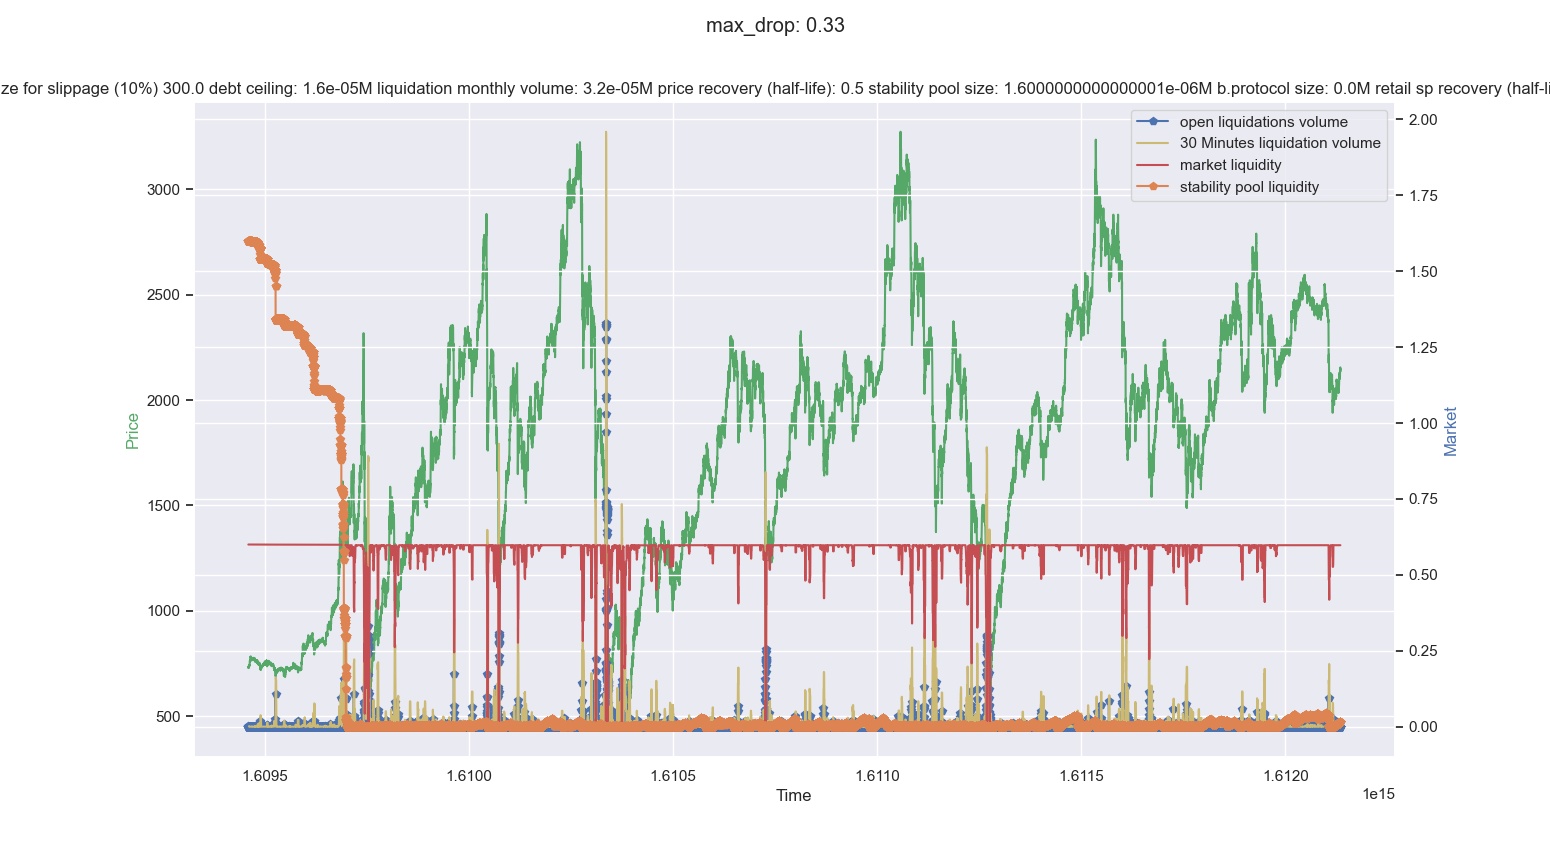 max_drop: 0.33
ze for slippage (10%) 300.0 debt ceiling: 1.6e-05M liquidation monthly volume: 3.2e-05M price recovery (half-life): 0.5 stability pool size: 1.6000000000000001e-06M b.protocol size: 0.0M retail sp recovery (half-li
open liquidations volume
30 Minutes liquidation volume
market liquidity
stability pool liquidity
Price
3000
2500
2000
1500
1000
500
Market
2.00
1.75
1.50
1.25
1.00
0.75
0.50
0.25
0.00
1.6095 1.6100 1.6105 1.6110 1.6115 1.6120
Time
1e15